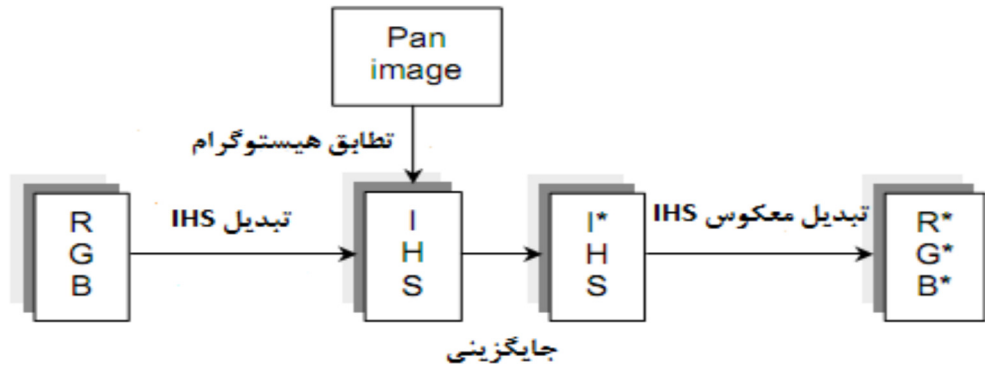 Pan
image
تطابق هیستوگرام
R
G
B
تبدیل IHS
I
H
S
I*
H
S
تبدیل معکوس IHS
R*
G*
B*
جایگزینی